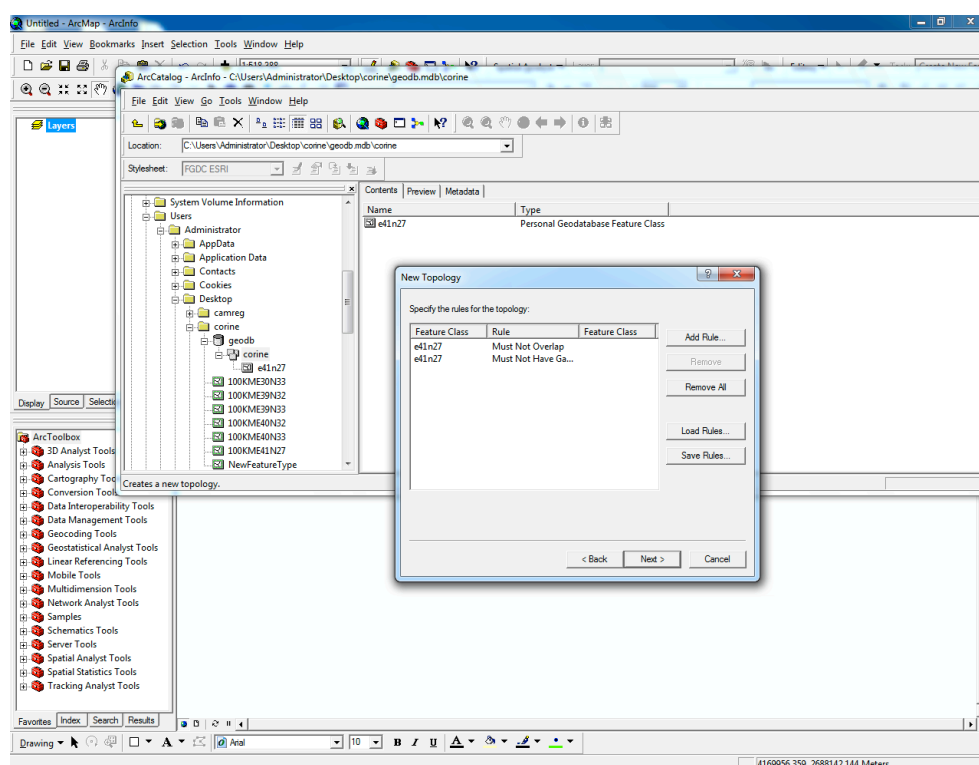 Untitled - ArcMap - ArcInfo
File Edit View Bookmarks Insert Selection Tools Window Help
ArcCatalog - ArcInfo - C:\Users\Administrator\Desktop\corine\geodb.mdb\corine
File Edit View Go Tools Window Help
Layers
Location: C:\Users\Administrator\Desktop\corine\geodb.mdb\corine
Stylesheet: FGDC ESRI
Contents Preview Metadata
Name Type
e41n27 Personal Geodatabase Feature Class
System Volume Information
Users
Administrator
AppData
Application Data
Contacts
Cookies
Desktop
camreg
corine
geodb
corine
e41n27
100KME30N33
100KME39N32
100KME39N33
100KME40N32
100KME40N33
100KME41N27
NewFeatureType
Creates a new topology.
New Topology
Specify the rules for the topology:
Feature Class Rule Feature Class
e41n27 Must Not Overlap
e41n27 Must Not Have Ga...
Add Rule...
Remove
Remove All
Load Rules...
Save Rules...
< Back Next > Cancel
Display Source
ArcToolbox
3D Analyst Tools
Analysis Tools
Cartography
Conversion
Data Interoperability Tools
Data Management Tools
Geocoding Tools
Geostatistical Analyst Tools
Linear Referencing Tools
Mobile Tools
Multidimension Tools
Network Analyst Tools
Samples
Schematics Tools
Server Tools
Spatial Analyst Tools
Spatial Statistics Tools
Tracking Analyst Tools
Favorites Index Search Results
Drawing A Arial 10 B I U A
4169956.359 2688142.144 Meters